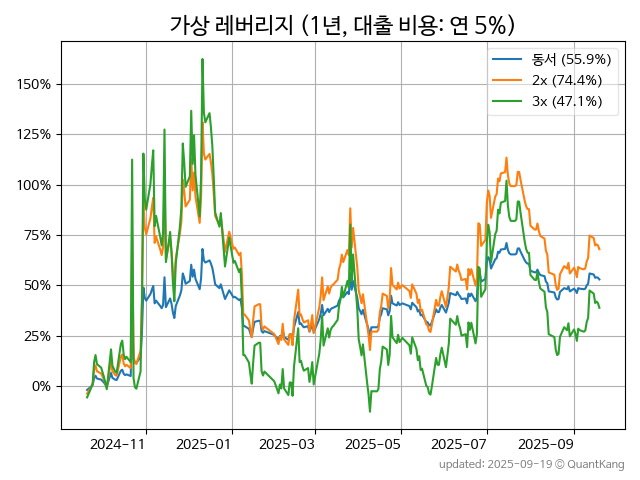 가상 레버리지 (1년, 대출 비용: 연 5%)
동서 (55.9%)
2x (74.4%)
3x (47.1%)
150%
125%
100%
75%
50%
25%
0%
2024-11
2025-01
2025-03
2025-05
2025-07
2025-09
updated: 2025-09-19 © QuantKang